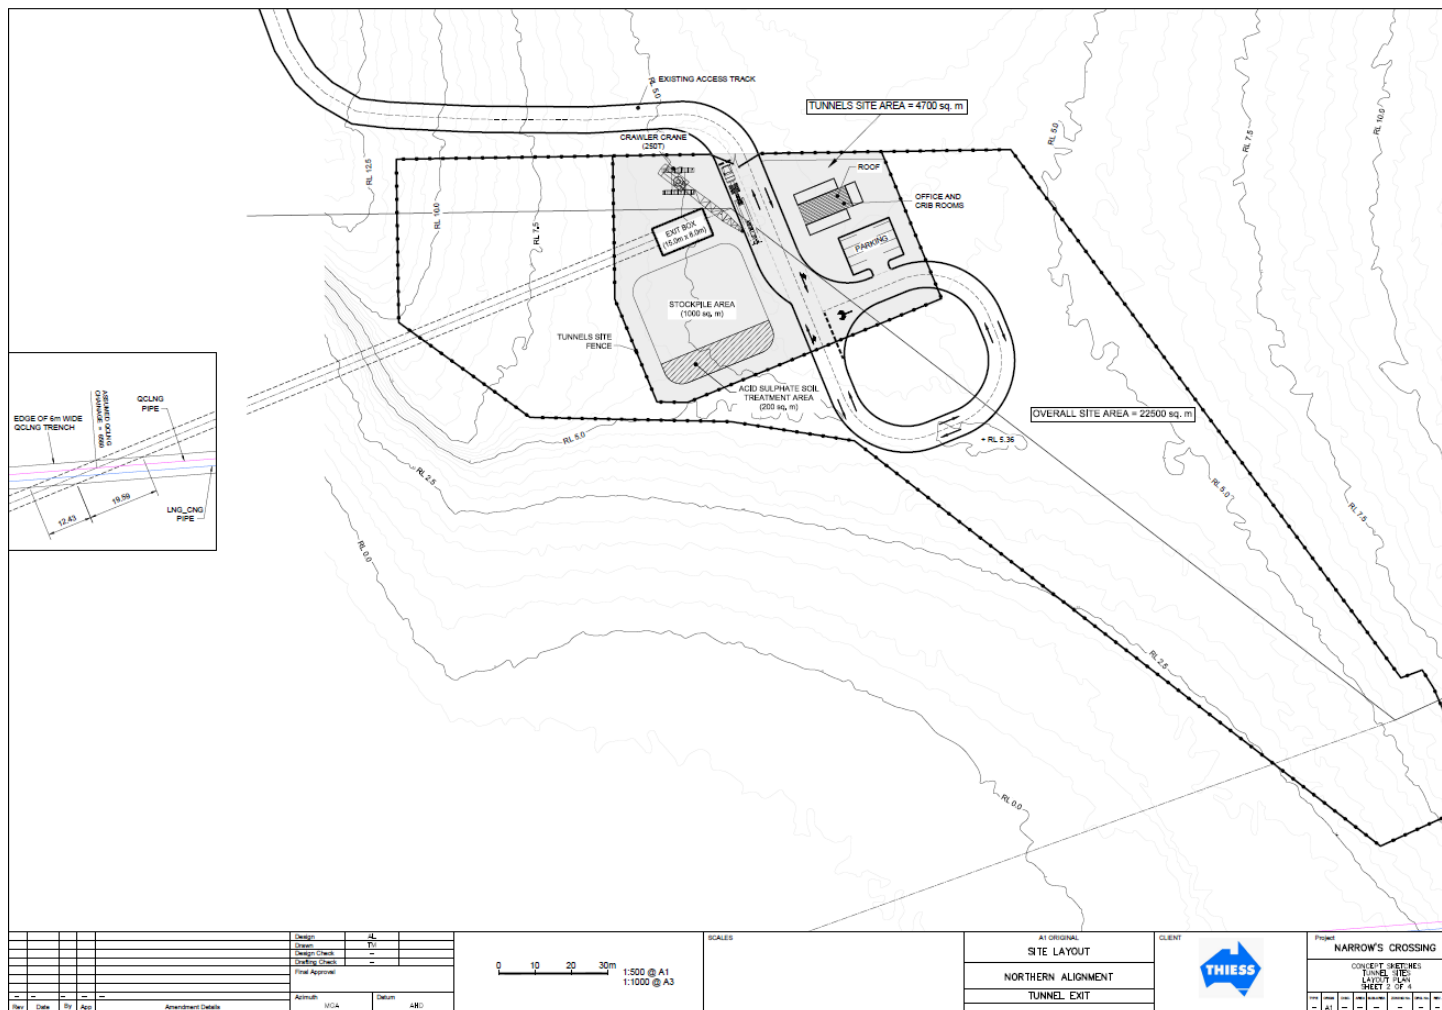 EXISTING ACCESS TRACK
RL 5.0
TUNNELS SITE AREA = 4700 sq. m
CRAWLER CRANE
(250T)
RL 5.0
RL 7.5
RL 10.0
RL 12.5
RL 10.0
RL 7.5
ROOF
OFFICE AND
CRIB ROOMS
EXIT BOX
(15.0m x 8.0m)
PARKING
STOCKPILE AREA
(1000 sq. m)
TUNNELS SITE
FENCE
ACID SULPHATE SOIL
TREATMENT AREA
(200 sq. m)
OVERALL SITE AREA = 22500 sq. m
+ RL 5.36
RL 5.0
RL 2.5
RL 0.0
RL 5.0
RL 7.5
RL 2.5
RL 0.0
QCLNG
PIPE
EDGE OF 6m WIDE
QCLNG TRENCH
ASSUMED QCLNG
12.43
19.59
LNG_CNG
PIPE
Design AL
Drawn TM
Design Check –
Drafting Check –
Final Approval
Azimuth
MGA
Datum
AHD
Rev Date By App Amendment Details
0 10 20 30m
1:500 @ A1
1:1000 @ A3
SCALES
A1 ORIGINAL
SITE LAYOUT
NORTHERN ALIGNMENT
TUNNEL EXIT
CLIENT
THIESS
Project
NARROW'S CROSSING
CONCEPT SKETCHES
TUNNEL SITES
LAYOUT PLAN
SHEET 2 OF 4
A1